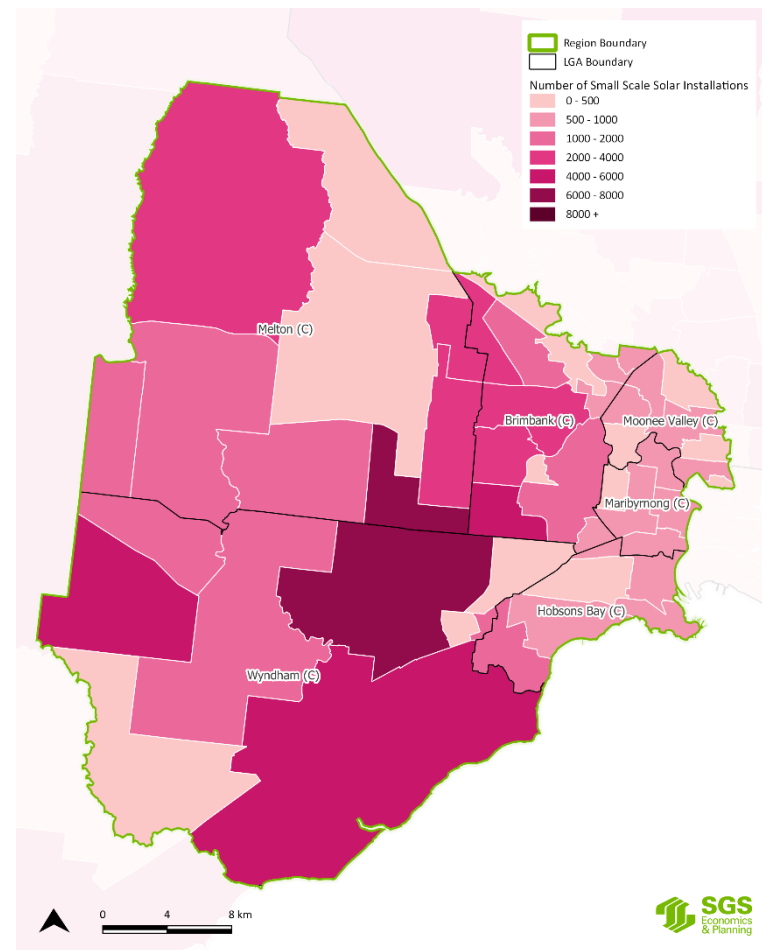 Region Boundary
LGA Boundary
Number of Small Scale Solar Installations
0 - 500
500 - 1000
1000 - 2000
2000 - 4000
4000 - 6000
6000 - 8000
8000 +
Melton (C)
Brimbank (C)
Moonee Valley (C)
Maribyrnong (C)
Hobsons Bay (C)
Wyndham (C)
0 4 8 km
SGS
Economics
& Planning